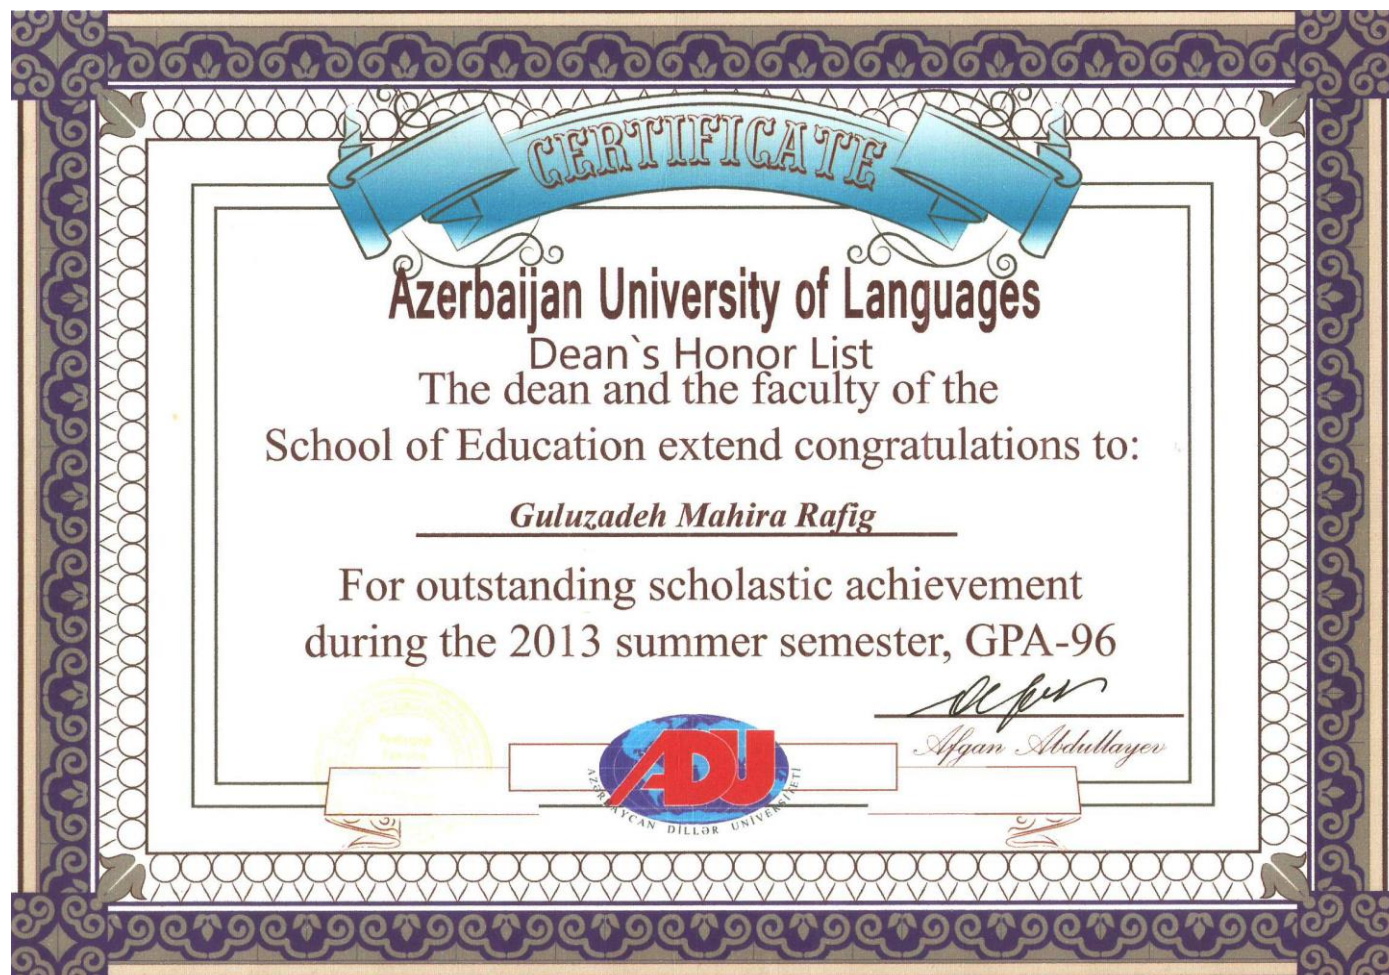 CERTIFICATE
Azerbaijan University of Languages
Dean`s Honor List
The dean and the faculty of the
School of Education extend congratulations to:
Guluzadeh Mahira Rafig
For outstanding scholastic achievement
during the 2013 summer semester, GPA-96
Afgan Abdullayev
ADU
AZƏRBAYCAN DİLLƏR UNİVERSİTETİ